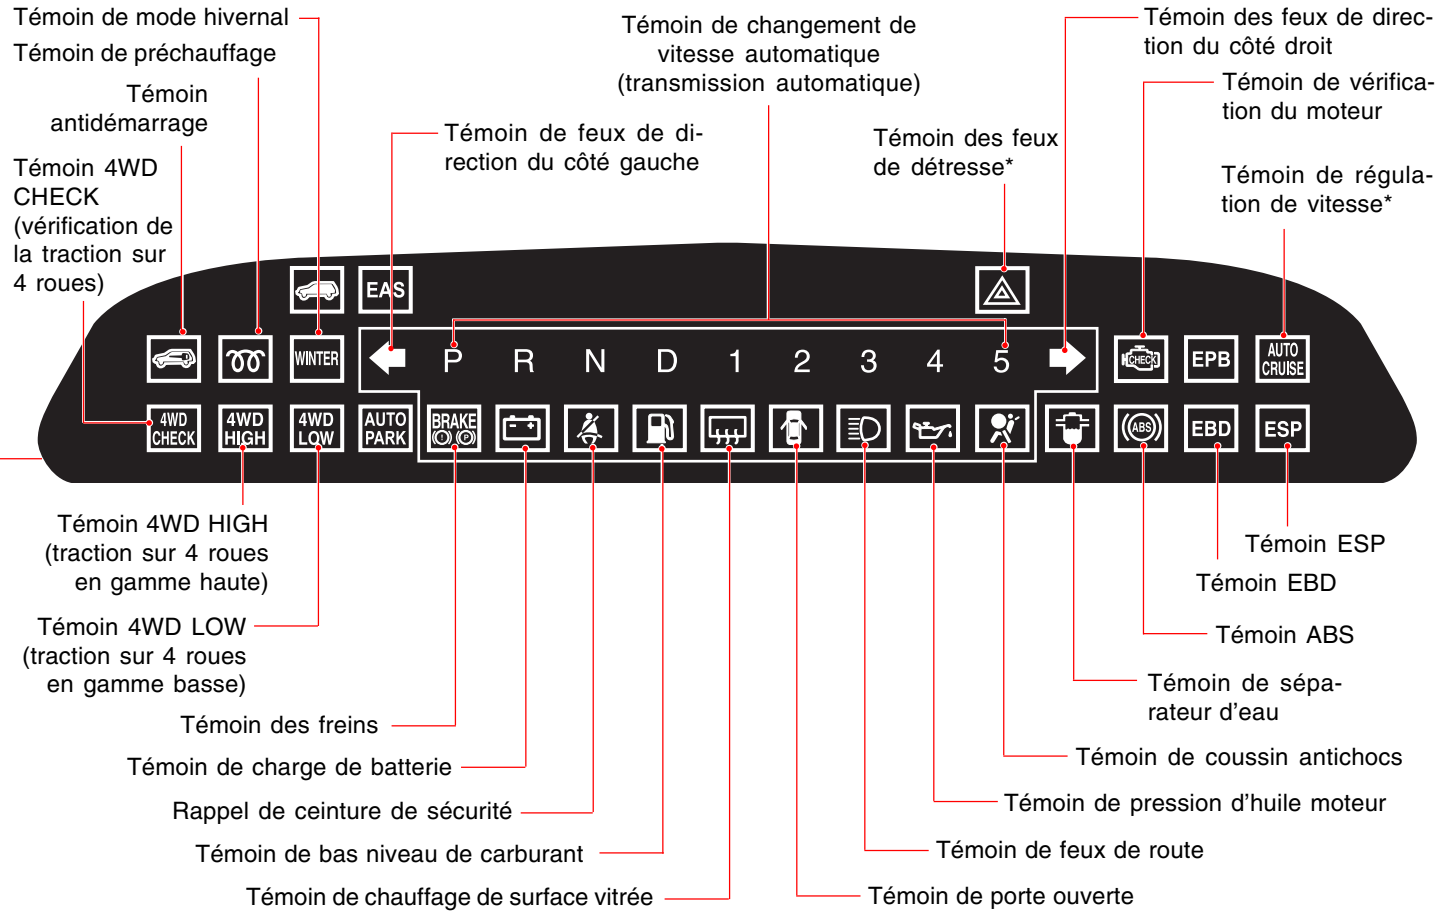 Témoin de mode hivernal
Témoin de préchauffage
Témoin
antidémarrage
Témoin 4WD
CHECK
(vérification de
la traction sur
4 roues)
Témoin de feux de di-
rection du côté gauche
Témoin de changement de
vitesse automatique
(transmission automatique)
Témoin des feux
de détresse*
Témoin des feux de direc-
tion du côté droit
Témoin de vérifica-
tion du moteur
Témoin de régula-
tion de vitesse*
EAS
WINTER
P R N D 1 2 3 4 5
CHECK
EPB
AUTO
CRUISE
4WD
CHECK
4WD
HIGH
4WD
LOW
AUTO
PARK
BRAKE
(!) (P)
ABS
EBD
ESP
Témoin 4WD HIGH
(traction sur 4 roues
en gamme haute)
Témoin 4WD LOW
(traction sur 4 roues
en gamme basse)
Témoin des freins
Témoin de charge de batterie
Rappel de ceinture de sécurité
Témoin de bas niveau de carburant
Témoin de chauffage de surface vitrée
Témoin ESP
Témoin EBD
Témoin ABS
Témoin de sépa-
rateur d'eau
Témoin de coussin antichocs
Témoin de pression d'huile moteur
Témoin de feux de route
Témoin de porte ouverte